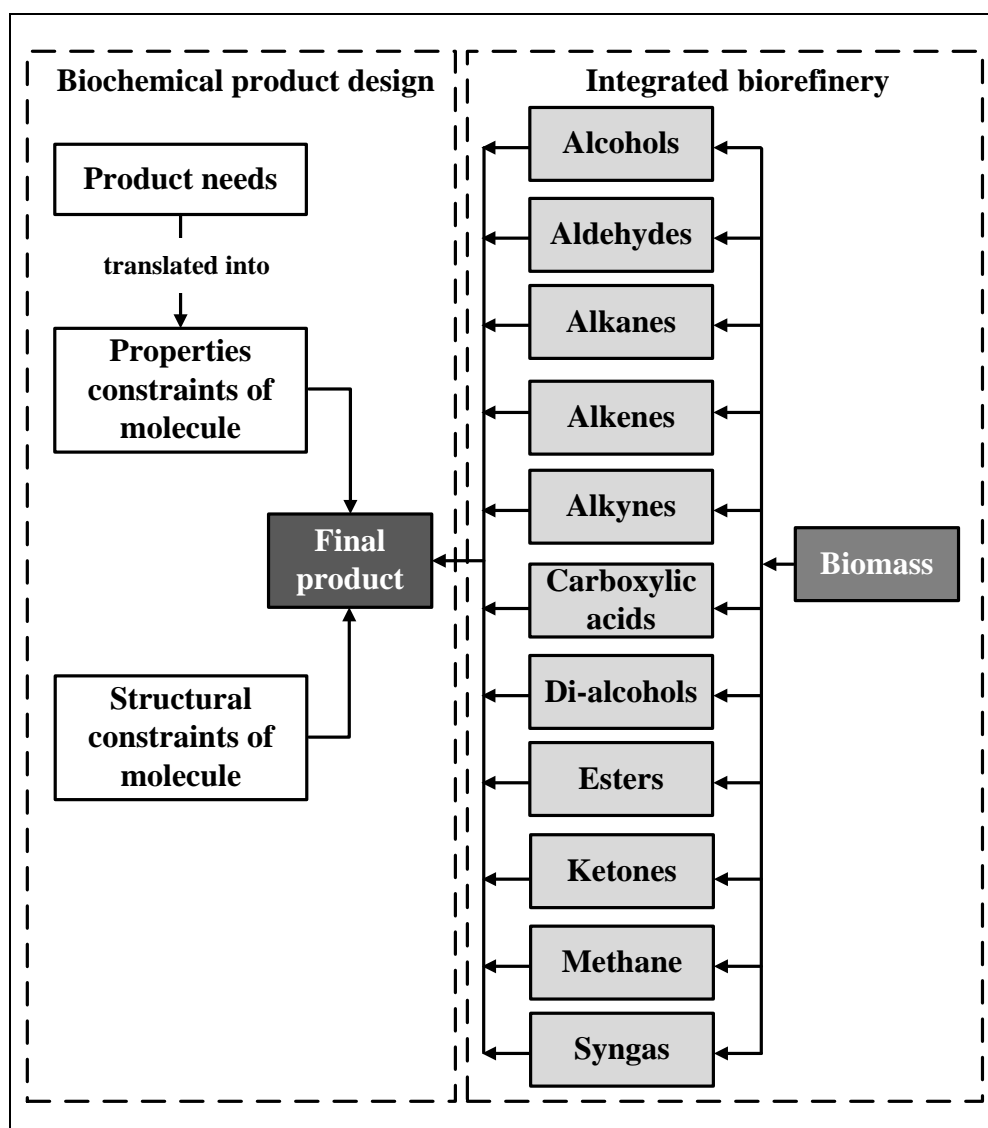 Biochemical product design
Product needs
translated into
Properties
constraints of
molecule
Final
product
Structural
constraints of
molecule
Integrated biorefinery
Alcohols
Aldehydes
Alkanes
Alkenes
Alkynes
Carboxylic
acids
Di-alcohols
Esters
Ketones
Methane
Syngas
Biomass